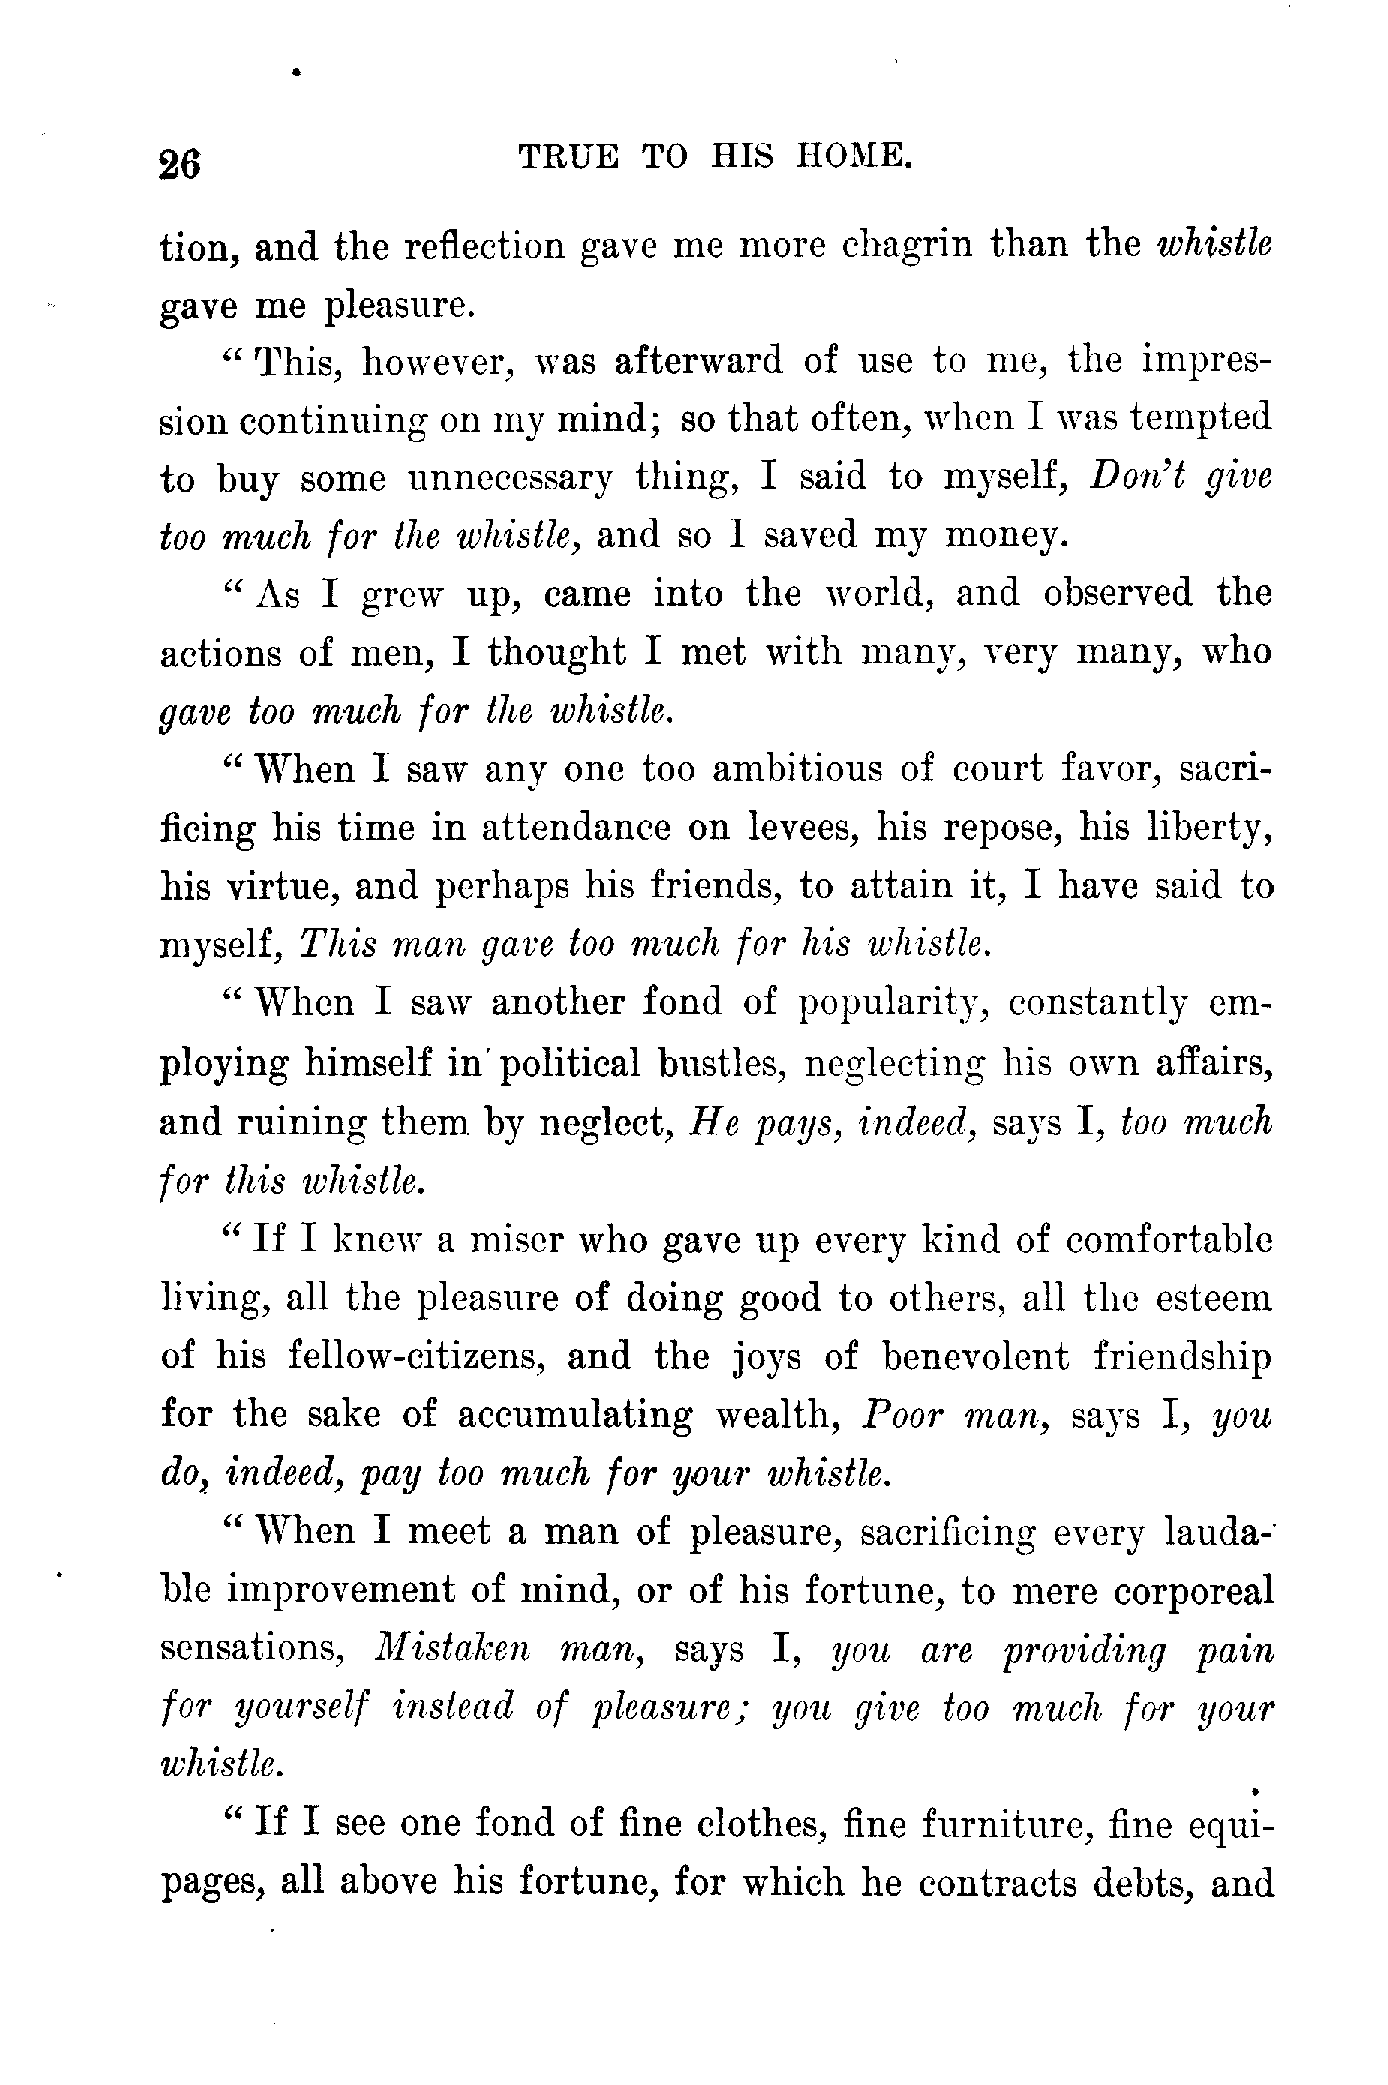 26 TRUE TO HIS HOME.
tion, and the reflection gave me more chagrin than the whistle
gave me pleasure.
“ This, however, was afterward of use to me, the impres-
sion continuing on my mind; so that often, when I was tempted
to buy some unnecessary thing, I said to myself, Don’t give
too much for the whistle, and so I saved my money.
“ As I grew up, came into the world, and observed the
actions of men, I thought I met with many, very many, who
gave too much for the whistle.
“ When I saw any one too ambitious of court favor, sacri-
ficing his time in attendance on levees, his repose, his liberty,
his virtue, and perhaps his friends, to attain it, I have said to
myself, This man gave too much for his whistle.
“ When I saw another fond of popularity, constantly em-
ploying himself in political bustles, neglecting his own affairs,
and ruining them by neglect, He pays, indeed, says I, too much
for this whistle.
“ If I knew a miser who gave up every kind of comfortable
living, all the pleasure of doing good to others, all the esteem
of his fellow-citizens, and the joys of benevolent friendship
for the sake of accumulating wealth, Poor man, says I, you
do, indeed, pay too much for your whistle.
“ When I meet a man of pleasure, sacrificing every lauda-
ble improvement of mind, or of his fortune, to mere corporeal
sensations, Mistaken man, says I, you are providing pain
for yourself instead of pleasure; you give too much for your
whistle.
“ If I see one fond of fine clothes, fine furniture, fine equi-
pages, all above his fortune, for which he contracts debts, and